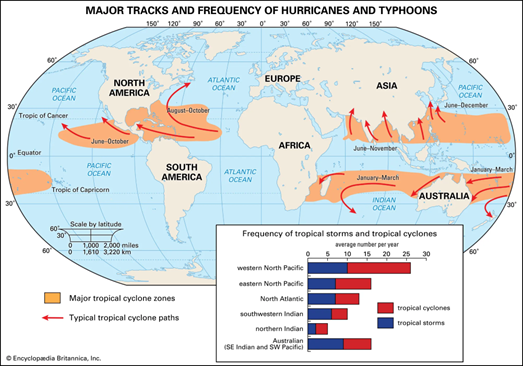 MAJOR TRACKS AND FREQUENCY OF HURRICANES AND TYPHOONS
150° 120° 90° 60° 30° 0° 30° 60° 90° 120° 150°
60°
PACIFIC
OCEAN
NORTH
AMERICA
ATLANTIC
OCEAN
EUROPE
ASIA
PACIFIC
OCEAN
30°
30°
August–October
June–December
Tropic of Cancer
June–October
AFRICA
June–November
Equator
0°
0°
PACIFIC
OCEAN
SOUTH
AMERICA
ATLANTIC
OCEAN
January–March
January–March
Tropic of Capricorn
INDIAN
OCEAN
AUSTRALIA
30°
30°
Scale by latitude
60°
30°
0°
0 1,000 2,000 miles
0 1,610 3,220 km
60°
Major tropical cyclone zones
Typical tropical cyclone paths
Frequency of tropical storms and tropical cyclones
average number per year
0 5 10 15 20 25 30
western North Pacific
eastern North Pacific
North Atlantic
southwestern Indian
northern Indian
Australian
(SE Indian and SW Pacific)
tropical cyclones
tropical storms
© Encyclopædia Britannica, Inc.